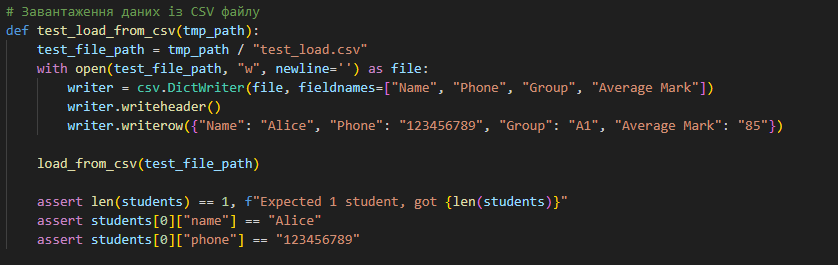 # Завантаження даних із CSV файлу
def test_load_from_csv(tmp_path):
    test_file_path = tmp_path / "test_load.csv"
    with open(test_file_path, "w", newline='') as file:
        writer = csv.DictWriter(file, fieldnames=["Name", "Phone", "Group", "Average Mark"])
        writer.writeheader()
        writer.writerow({"Name": "Alice", "Phone": "123456789", "Group": "A1", "Average Mark": "85"})
    load_from_csv(test_file_path)
    assert len(students) == 1, f"Expected 1 student, got {len(students)}"
    assert students[0]["name"] == "Alice"
    assert students[0]["phone"] == "123456789"